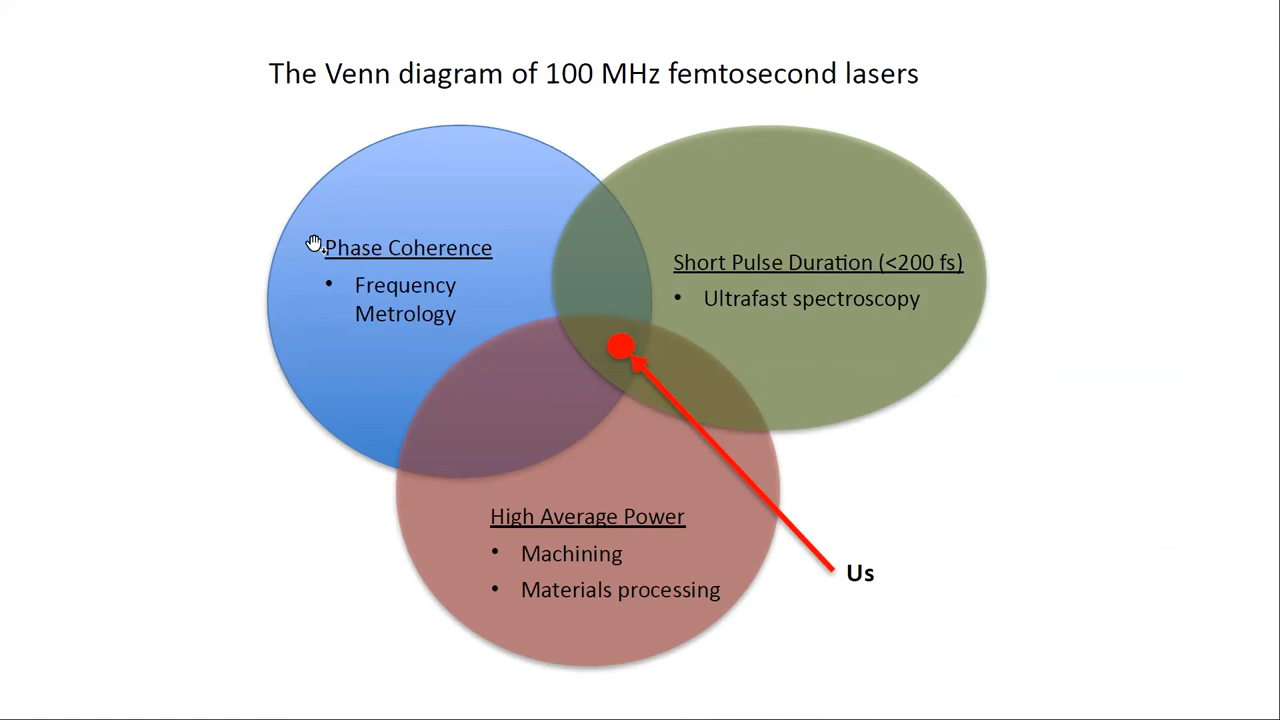 The Venn diagram of 100 MHz femtosecond lasers
Phase Coherence
• Frequency
Metrology
Short Pulse Duration (<200 fs)
• Ultrafast spectroscopy
High Average Power
• Machining
• Materials processing
Us